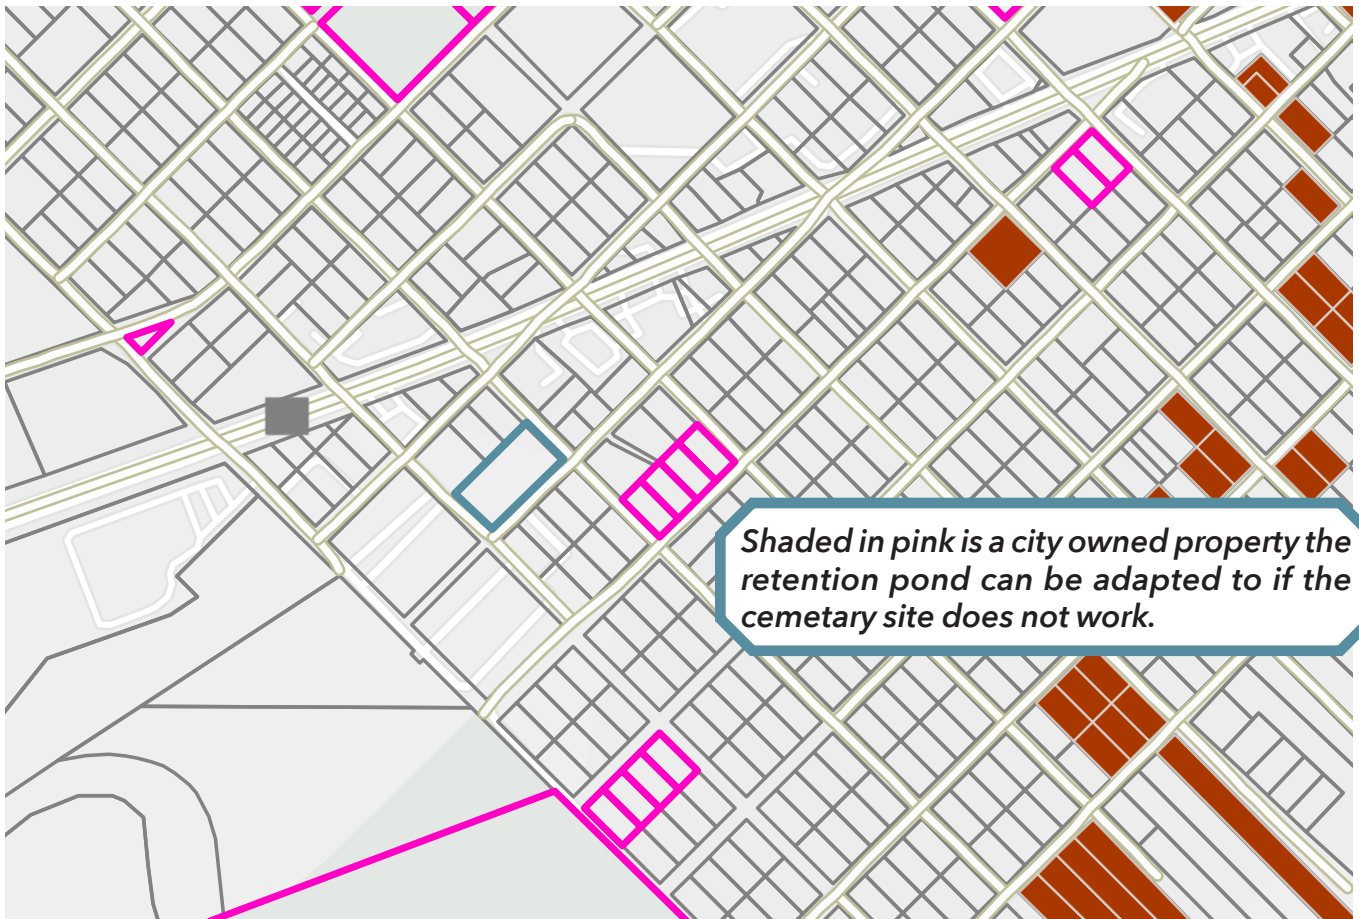 Shaded in pink is a city owned property the
retention pond can be adapted to if the
cemetary site does not work.